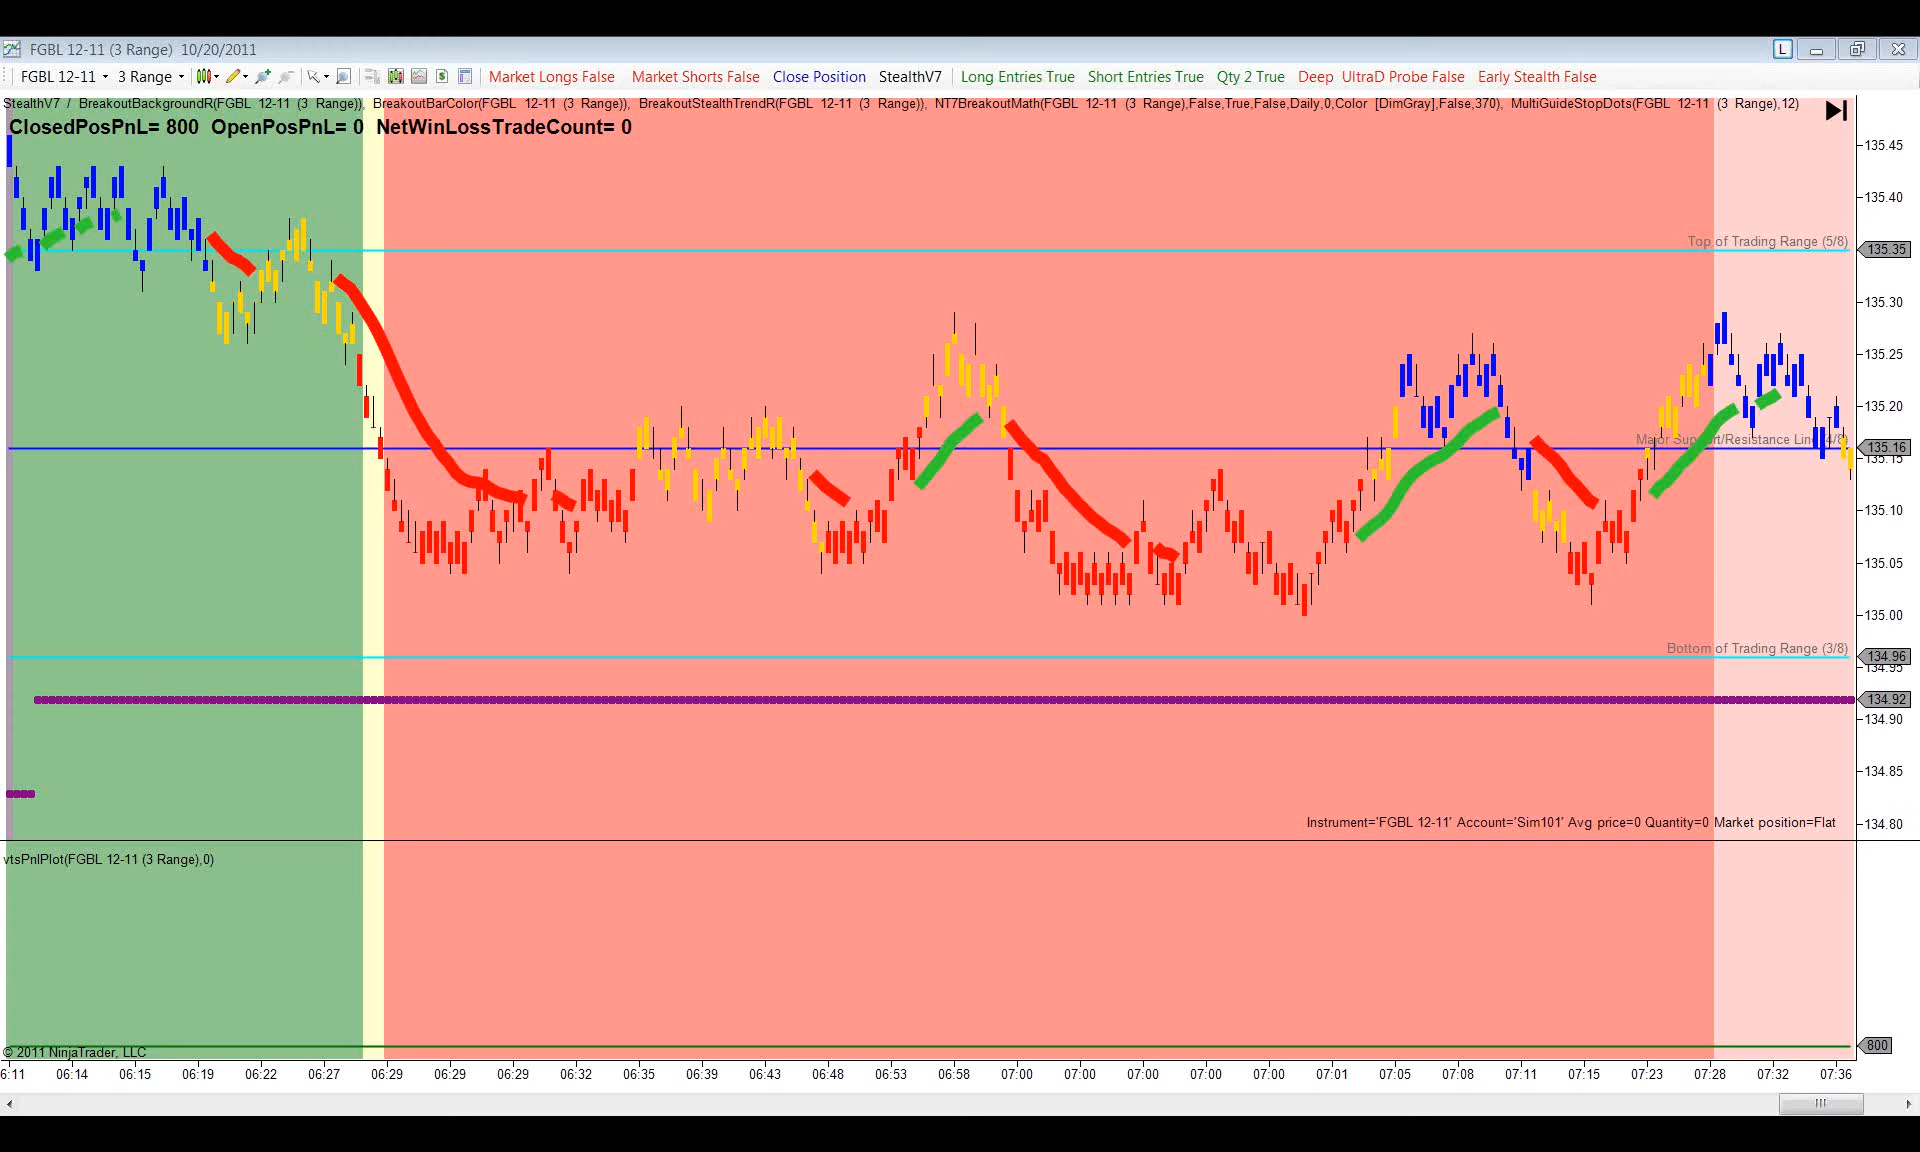 FGBL 12-11 (3 Range)  10/20/2011
L
FGBL 12-11 3 Range Market Longs False Market Shorts False Close Position StealthV7 Long Entries True Short Entries True Qty 2 True Deep UltraD Probe False Early Stealth False
StealthV7 / BreakoutBackgroundR(FGBL 12-11 (3 Range)), BreakoutBarColor(FGBL 12-11 (3 Range)), BreakoutStealthTrendR(FGBL 12-11 (3 Range)), NT7BreakoutMath(FGBL 12-11 (3 Range),False,True,False,Daily,0,Color [DimGray],False,370), MultiGuideStopDots(FGBL 12-11 (3 Range),12)
ClosedPosPnL= 800  OpenPosPnL= 0  NetWinLossTradeCount= 0
135.45
135.40
Top of Trading Range (5/8)
135.35
135.30
135.25
135.20
Major Support/Resistance Line (4/8)
135.16
135.15
135.10
135.05
135.00
Bottom of Trading Range (3/8)
134.96
134.95
134.92
134.90
134.85
Instrument='FGBL 12-11' Account='Sim101' Avg price=0 Quantity=0 Market position=Flat
134.80
vtsPnlPlot(FGBL 12-11 (3 Range),0)
800
© 2011 NinjaTrader, LLC
6:11 06:14 06:15 06:19 06:22 06:27 06:29 06:29 06:29 06:32 06:35 06:39 06:43 06:48 06:53 06:58 07:00 07:00 07:00 07:00 07:00 07:01 07:05 07:08 07:11 07:15 07:23 07:28 07:32 07:36